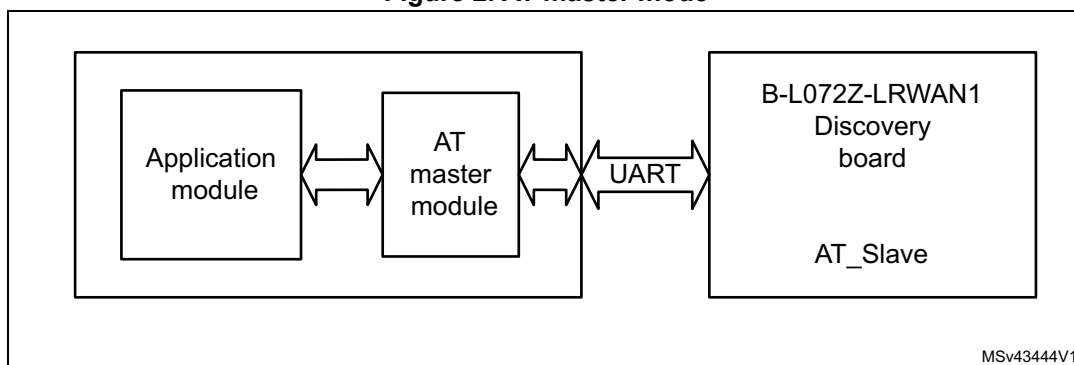 Application
module
AT
master
module
UART
B-L072Z-LRWAN1
Discovery
board
AT_Slave
MSv43444V1